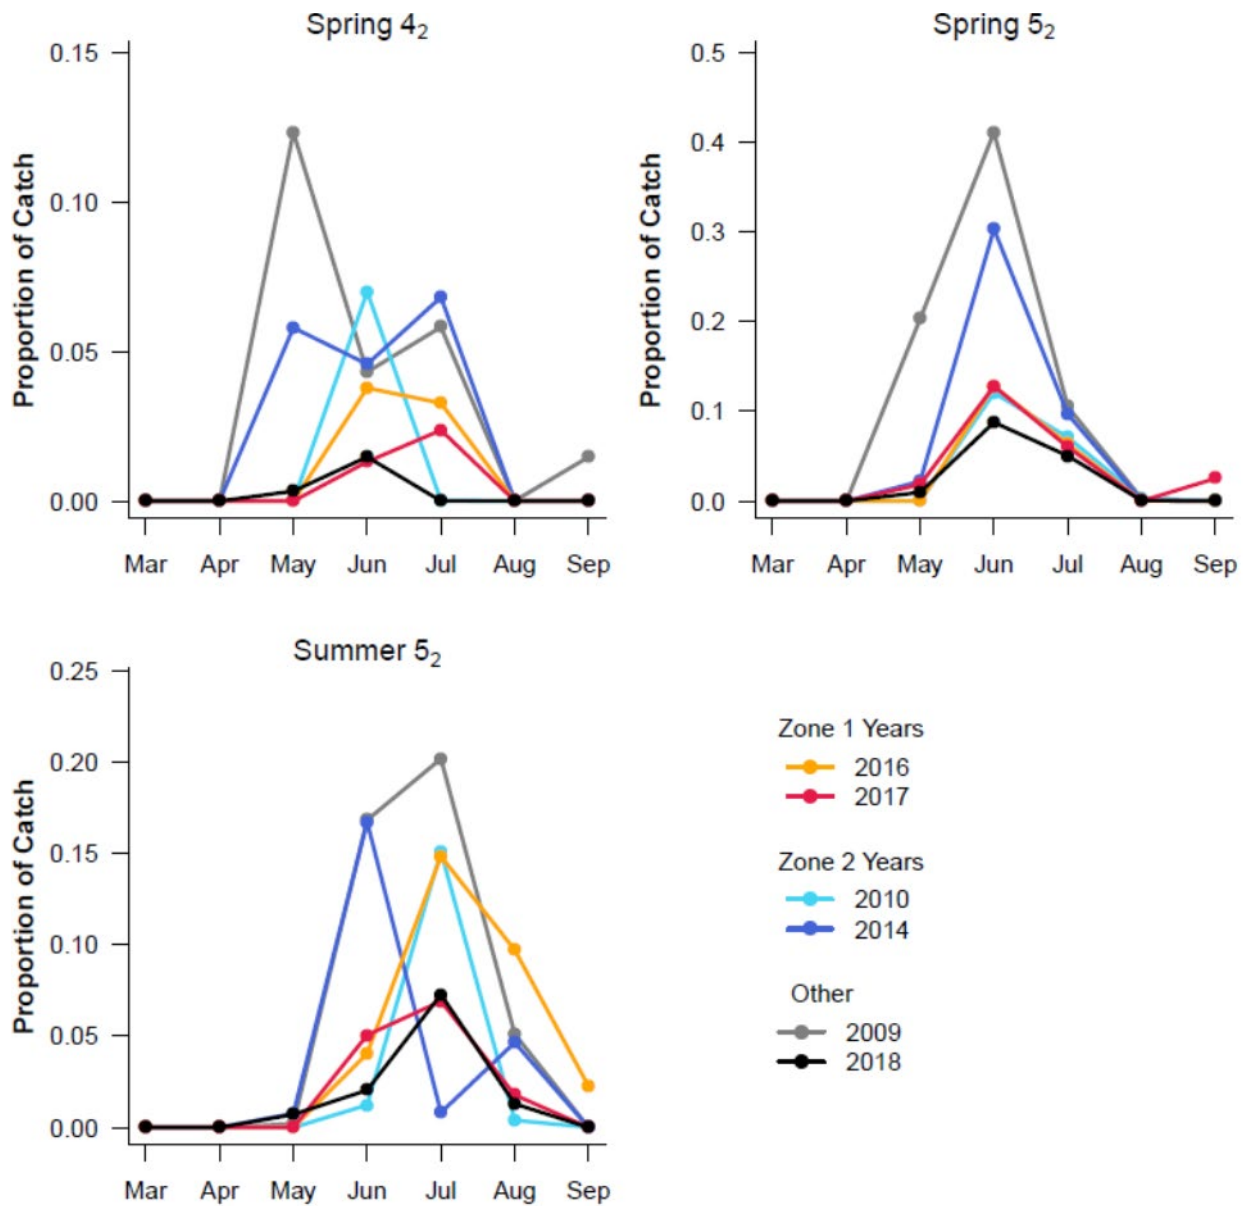 Spring 4₂
Proportion of Catch
0.15
0.10
0.05
0.00
Mar Apr May Jun Jul Aug Sep
Spring 5₂
Proportion of Catch
0.5
0.4
0.3
0.2
0.1
0.0
Mar Apr May Jun Jul Aug Sep
Summer 5₂
Proportion of Catch
0.25
0.20
0.15
0.10
0.05
0.00
Mar Apr May Jun Jul Aug Sep
Zone 1 Years
2016
2017
Zone 2 Years
2010
2014
Other
2009
2018